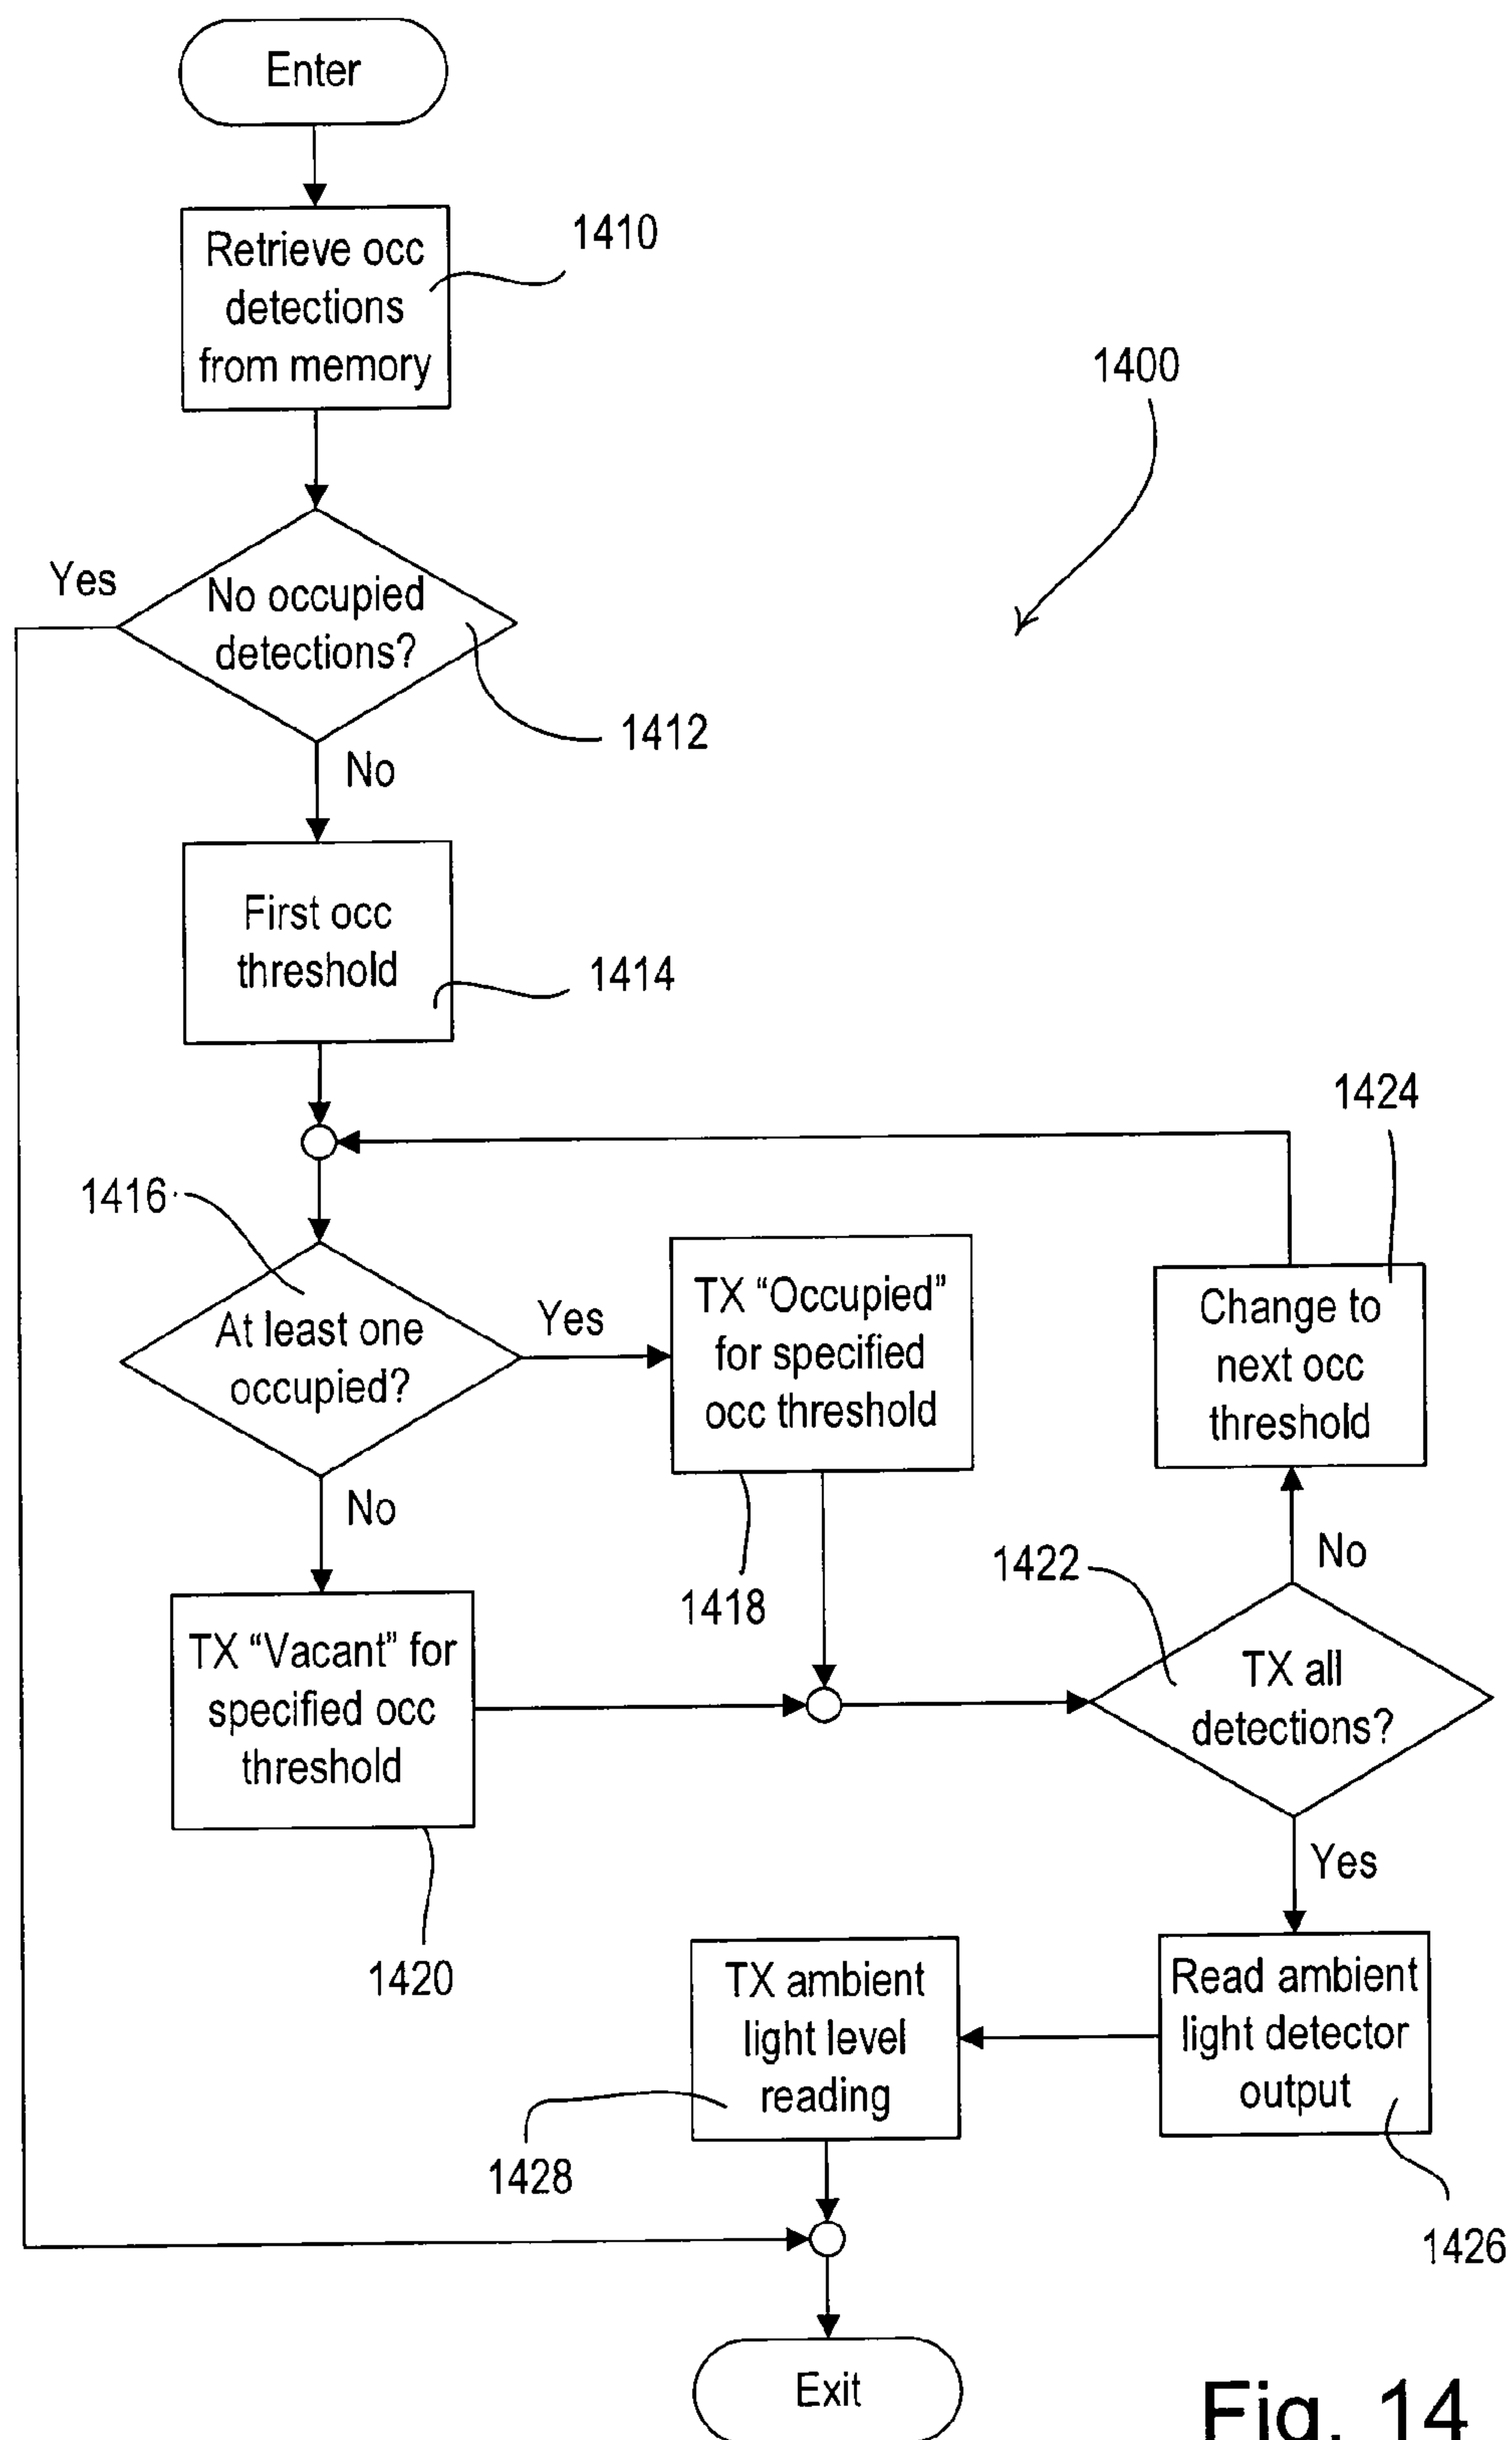 Enter
Retrieve occ
detections
from memory
1410
1400
Yes
No occupied
detections?
1412
No
First occ
threshold
1414
1424
1416
At least one
occupied?
Yes
TX “Occupied”
for specified
occ threshold
Change to
next occ
threshold
No
1418
1422
No
TX “Vacant” for
specified occ
threshold
TX all
detections?
Yes
1420
TX ambient
light level
reading
Read ambient
light detector
output
1428
1426
Exit
Fig. 14